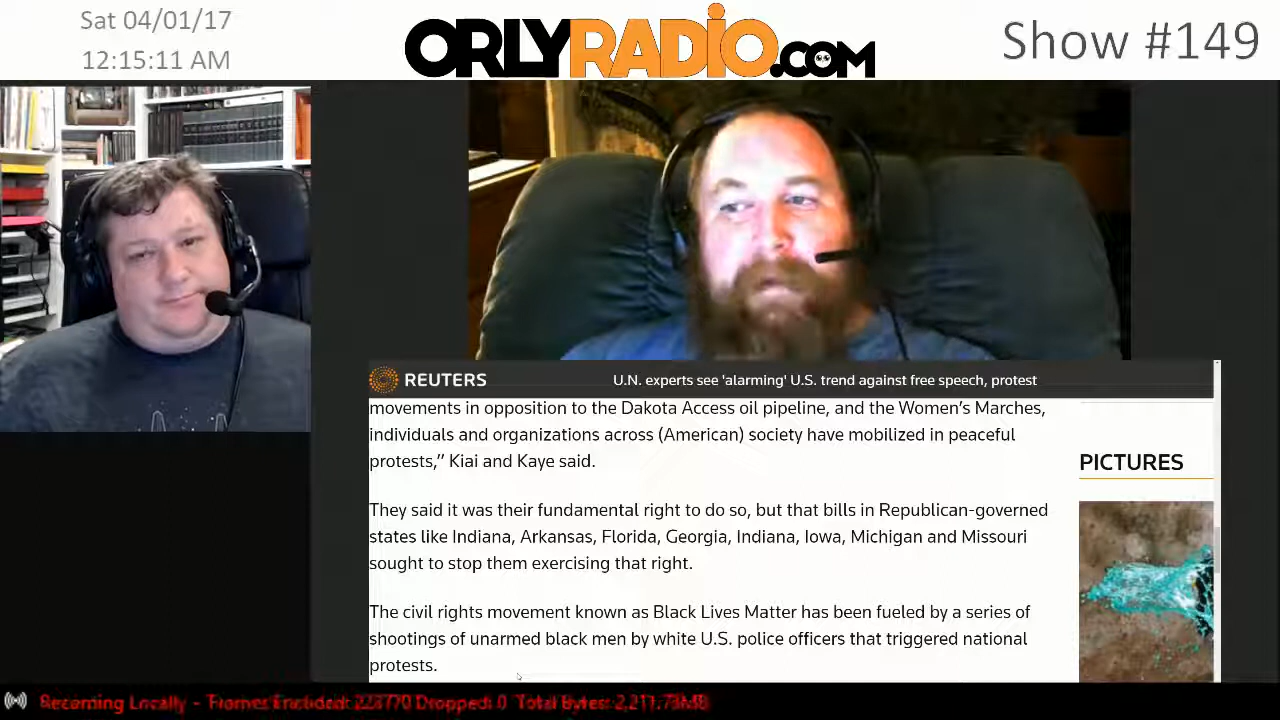 Sat 04/01/17
12:15:11 AM
ORLYRADIO.COM
Show #149
REUTERS
U.N. experts see 'alarming' U.S. trend against free speech, protest
movements in opposition to the Dakota Access oil pipeline, and the Women's Marches,
individuals and organizations across (American) society have mobilized in peaceful
protests,” Kiai and Kaye said.
PICTURES
They said it was their fundamental right to do so, but that bills in Republican-governed
states like Indiana, Arkansas, Florida, Georgia, Indiana, Iowa, Michigan and Missouri
sought to stop them exercising that right.
The civil rights movement known as Black Lives Matter has been fueled by a series of
shootings of unarmed black men by white U.S. police officers that triggered national
protests.
Recording Locally - Frames Encoded: Dropped: 0 Total Bytes: